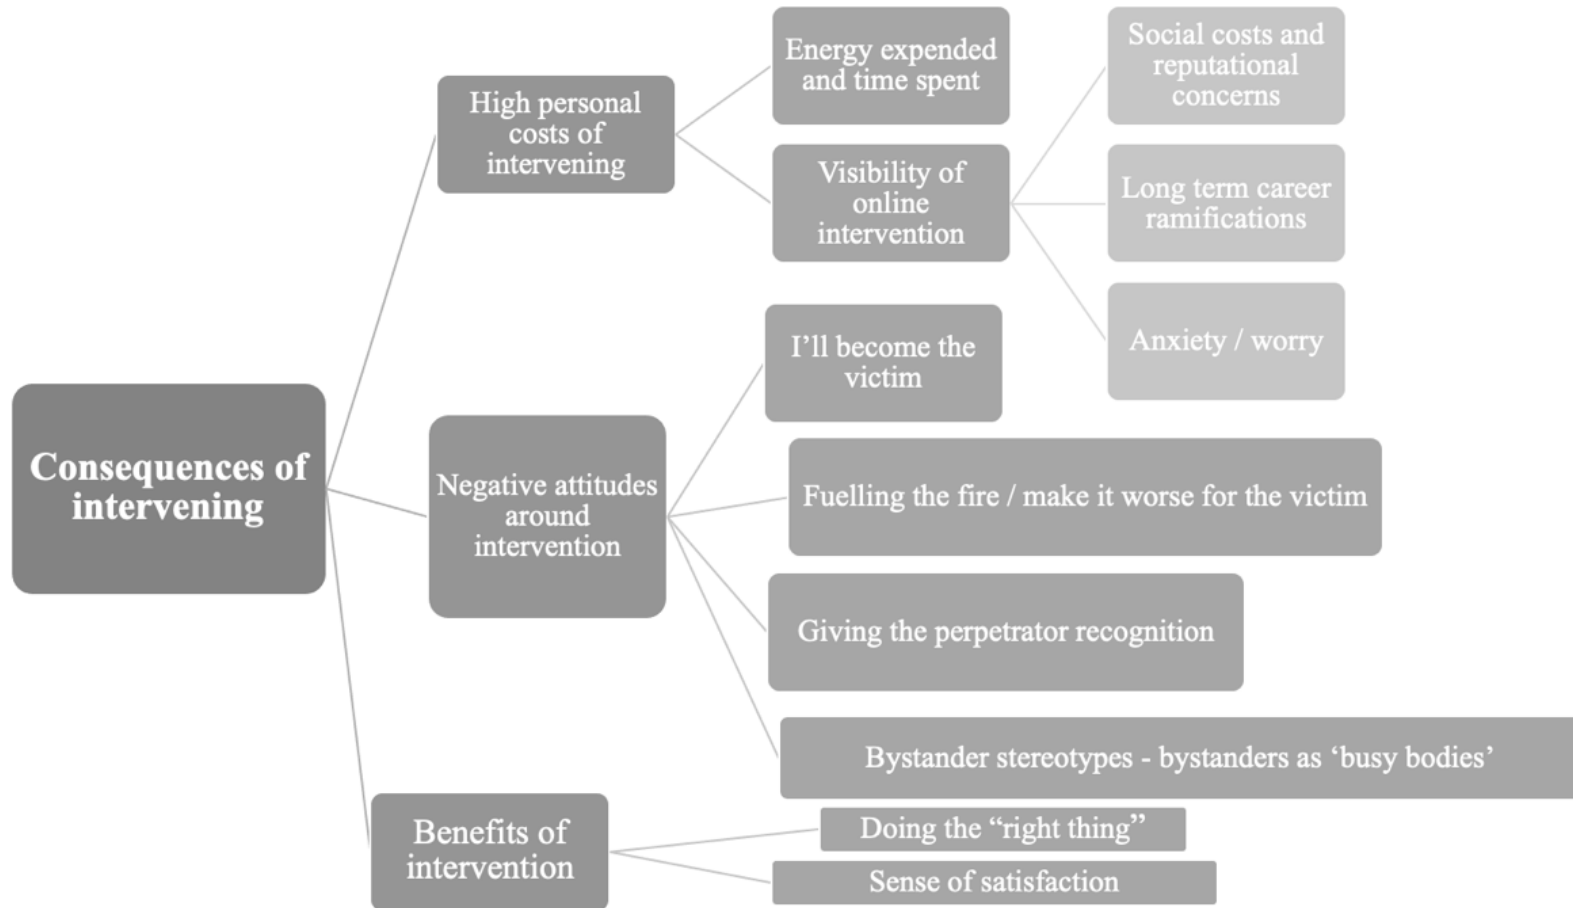 Consequences of
intervening
High personal
costs of
intervening
Energy expended
and time spent
Visibility of
online
intervention
Social costs and
reputational
concerns
Long term career
ramifications
Anxiety / worry
Negative attitudes
around
intervention
I’ll become the
victim
Fuelling the fire / make it worse for the victim
Giving the perpetrator recognition
Bystander stereotypes - bystanders as ‘busy bodies’
Benefits of
intervention
Doing the “right thing”
Sense of satisfaction